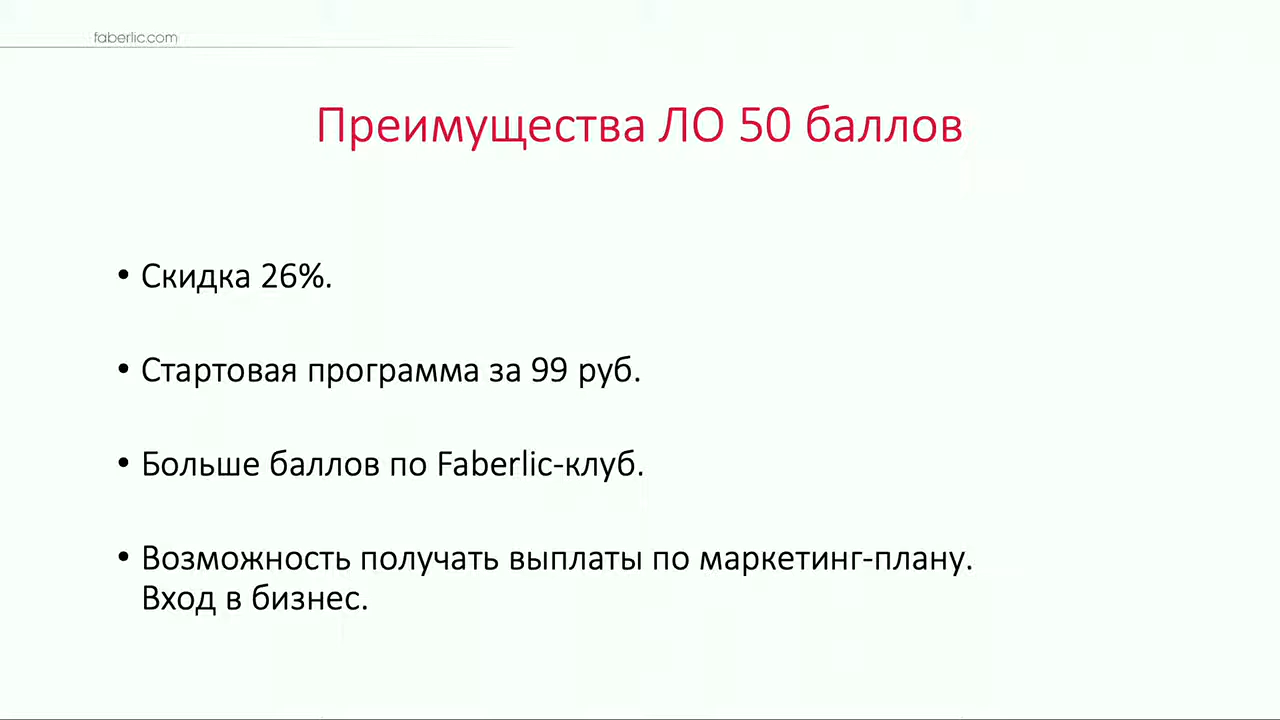 faberlic.com
Преимущества ЛО 50 баллов
• Скидка 26%.
• Стартовая программа за 99 руб.
• Больше баллов по Faberlic-клуб.
• Возможность получать выплаты по маркетинг-плану.
Вход в бизнес.